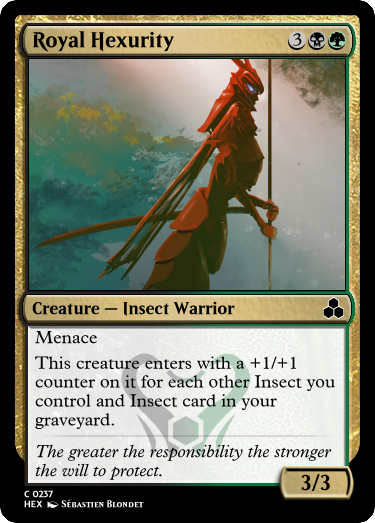 Royal Hexurity 3
Creature — Insect Warrior
Menace
This creature enters with a +1/+1
counter on it for each other Insect you
control and Insect card in your
graveyard.
The greater the responsibility the stronger
the will to protect.
3/3
C 0237
HEX Sébastien Blondet